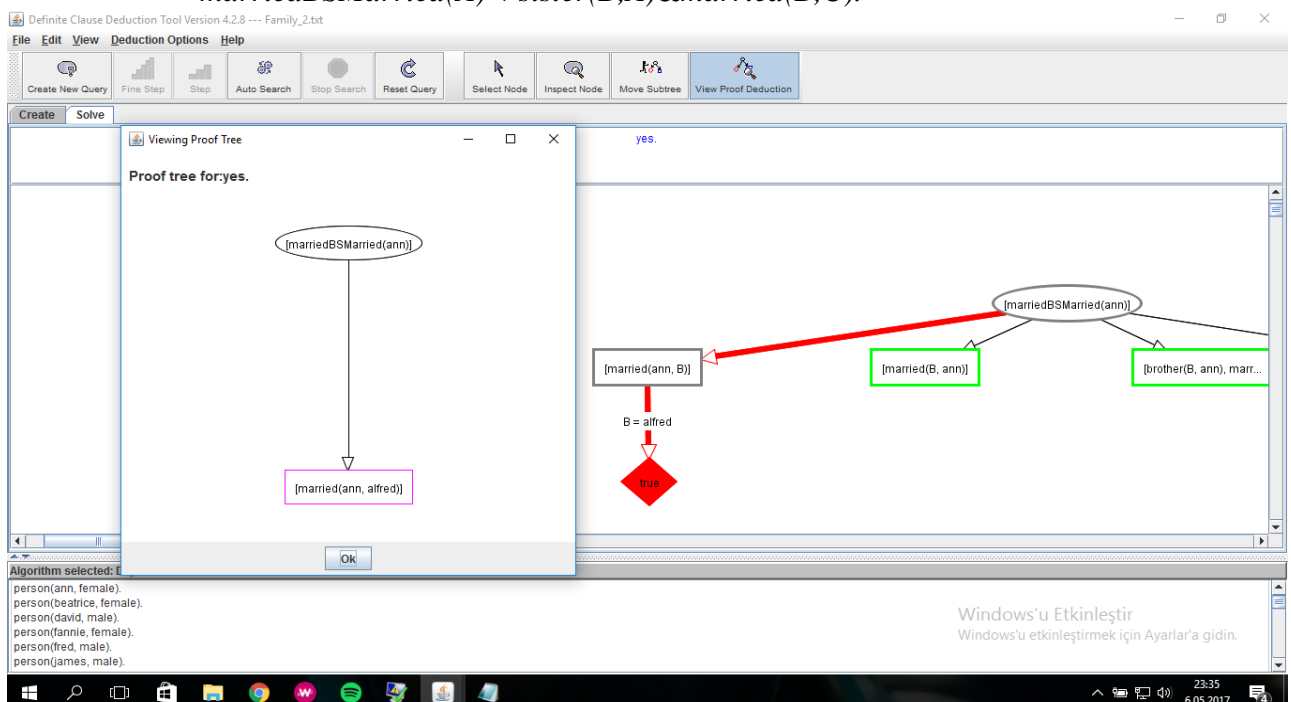 marriedBSMarried(A)<-sister(B,A)&married(B,C).
Definite Clause Deduction Tool Version 4.2.8 --- Family_2.txt
File Edit View Deduction Options Help
Create New Query Fine Step Step Auto Search Stop Search Reset Query Select Node Inspect Node Move Subtree View Proof Deduction
Create Solve
Viewing Proof Tree
yes.
Proof tree for:yes.
[marriedBSMarried(ann)]
[marriedBSMarried(ann)]
[married(ann, B)]
[married(B, ann)]
[brother(B, ann), marr...
B = alfred
true
[married(ann, alfred)]
Ok
Algorithm selected:
person(ann, female).
person(beatrice, female).
person(david, male).
person(fannie, female).
person(fred, male).
person(james, male).
Windows'u Etkinleştir
Windows'u etkinleştirmek için Ayarlar'a gidin.
23:35
6.05.2017
4